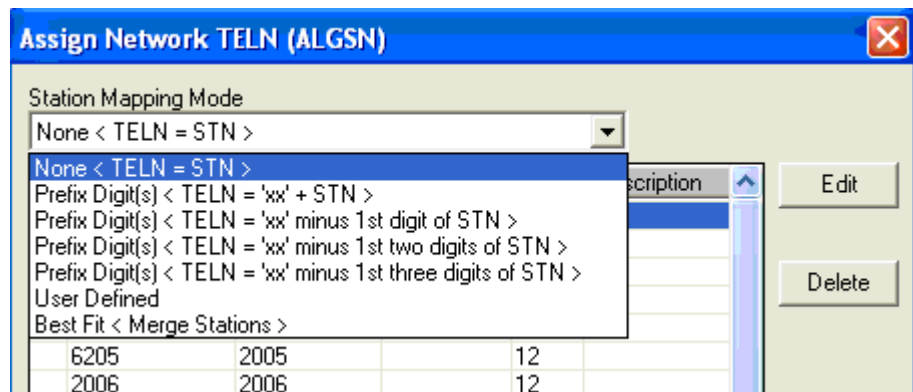 Assign Network TELN (ALGSN)
Station Mapping Mode
None < TELN = STN >
None < TELN = STN >
Prefix Digit(s) < TELN = 'xx' + STN >
Prefix Digit(s) < TELN = 'xx' minus 1st digit of STN >
Prefix Digit(s) < TELN = 'xx' minus 1st two digits of STN >
Prefix Digit(s) < TELN = 'xx' minus 1st three digits of STN >
User Defined
Best Fit < Merge Stations >
scription
Edit
Delete
6205 2005 12
2006 2006 12